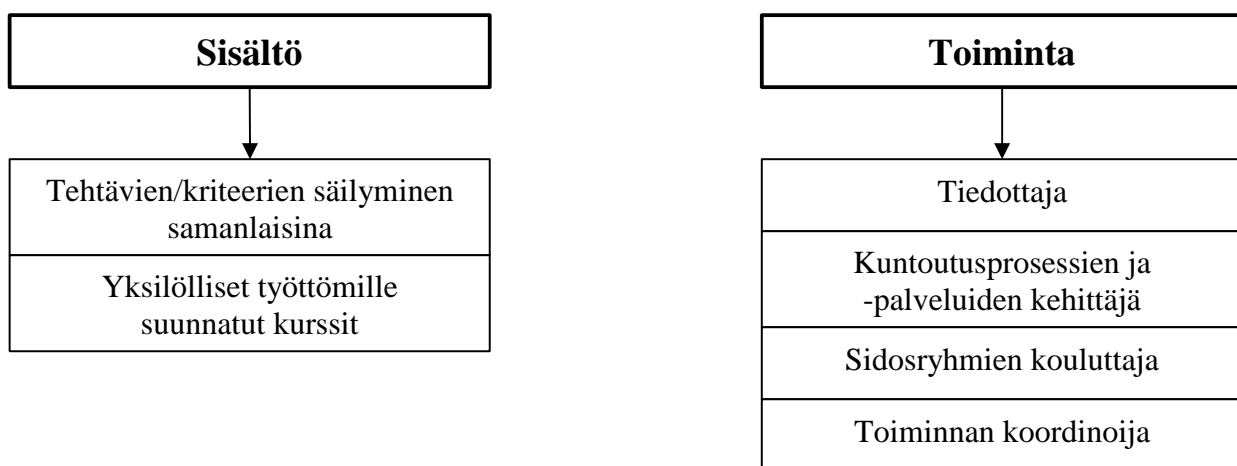 Sisältö
Tehtävien/kriteerien säilyminen
samanlaisina
Yksilölliset työttömille
suunnatut kurssit
Toiminta
Tiedottaja
Kuntoutusprosessien ja
-palveluiden kehittäjä
Sidosryhmien kouluttaja
Toiminnan koordinoija